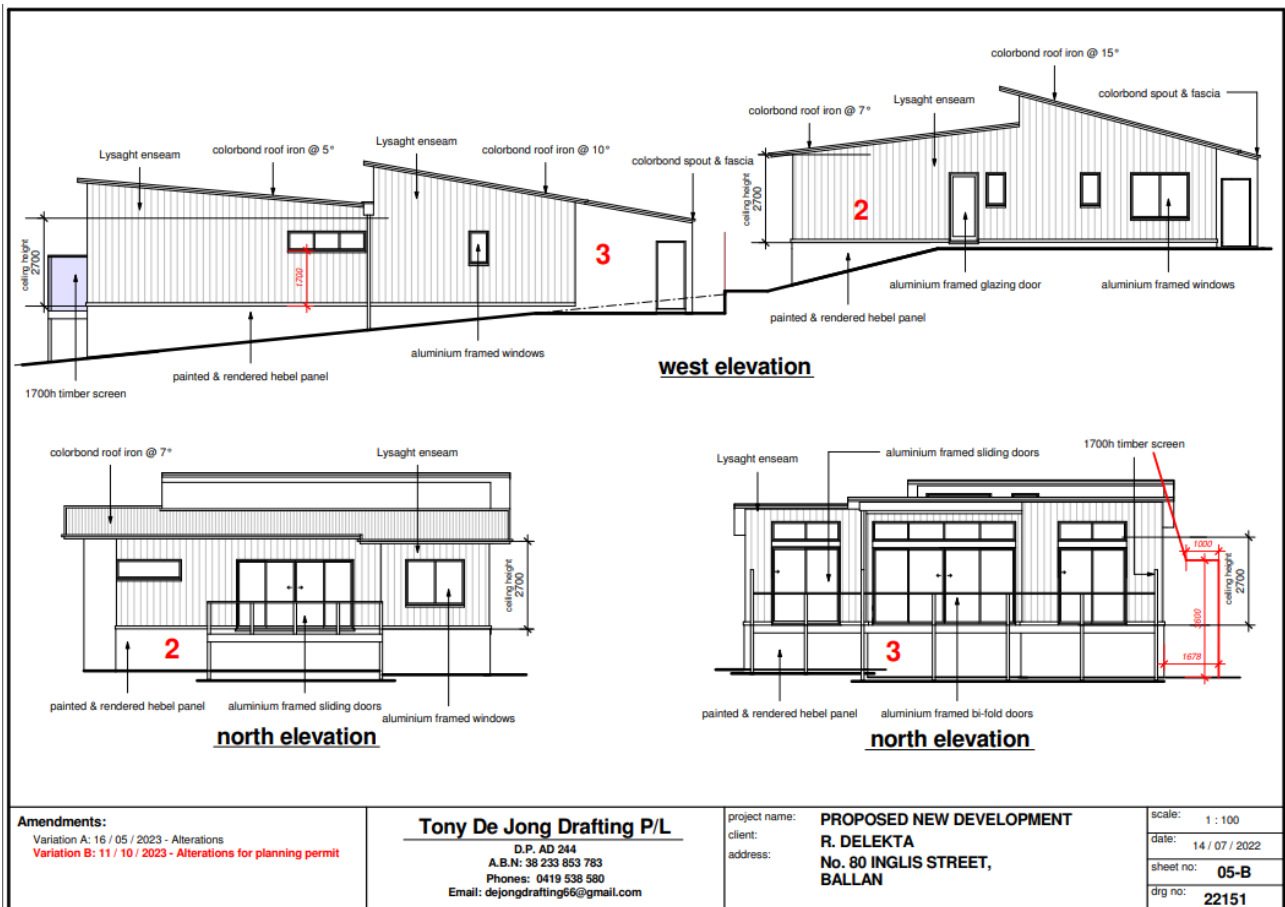 colorbond roof iron @ 15°
colorbond roof iron @ 7°
Lysaght enseam
colorbond spout & fascia
Lysaght enseam
colorbond roof iron @ 5°
Lysaght enseam
colorbond roof iron @ 10°
colorbond spout & fascia
ceiling height
2700
2
ceiling height
2700
1700
3
aluminium framed glazing door
aluminium framed windows
painted & rendered hebel panel
aluminium framed windows
painted & rendered hebel panel
1700h timber screen
west elevation
colorbond roof iron @ 7°
Lysaght enseam
ceiling height
2700
2
painted & rendered hebel panel
aluminium framed sliding doors
aluminium framed windows
north elevation
1700h timber screen
Lysaght enseam
aluminium framed sliding doors
1000
ceiling height
2700
3
1678
painted & rendered hebel panel
aluminium framed bi-fold doors
north elevation
Amendments:
Variation A: 16 / 05 / 2023 - Alterations
Variation B: 11 / 10 / 2023 - Alterations for planning permit
Tony De Jong Drafting P/L
D.P. AD 244
A.B.N: 38 233 853 783
Phones: 0419 538 580
Email: dejongdrafting66@gmail.com
project name: PROPOSED NEW DEVELOPMENT
client: R. DELEKTA
address: No. 80 INGLIS STREET,
BALLAN
scale: 1 : 100
date: 14 / 07 / 2022
sheet no: 05-B
drg no: 22151